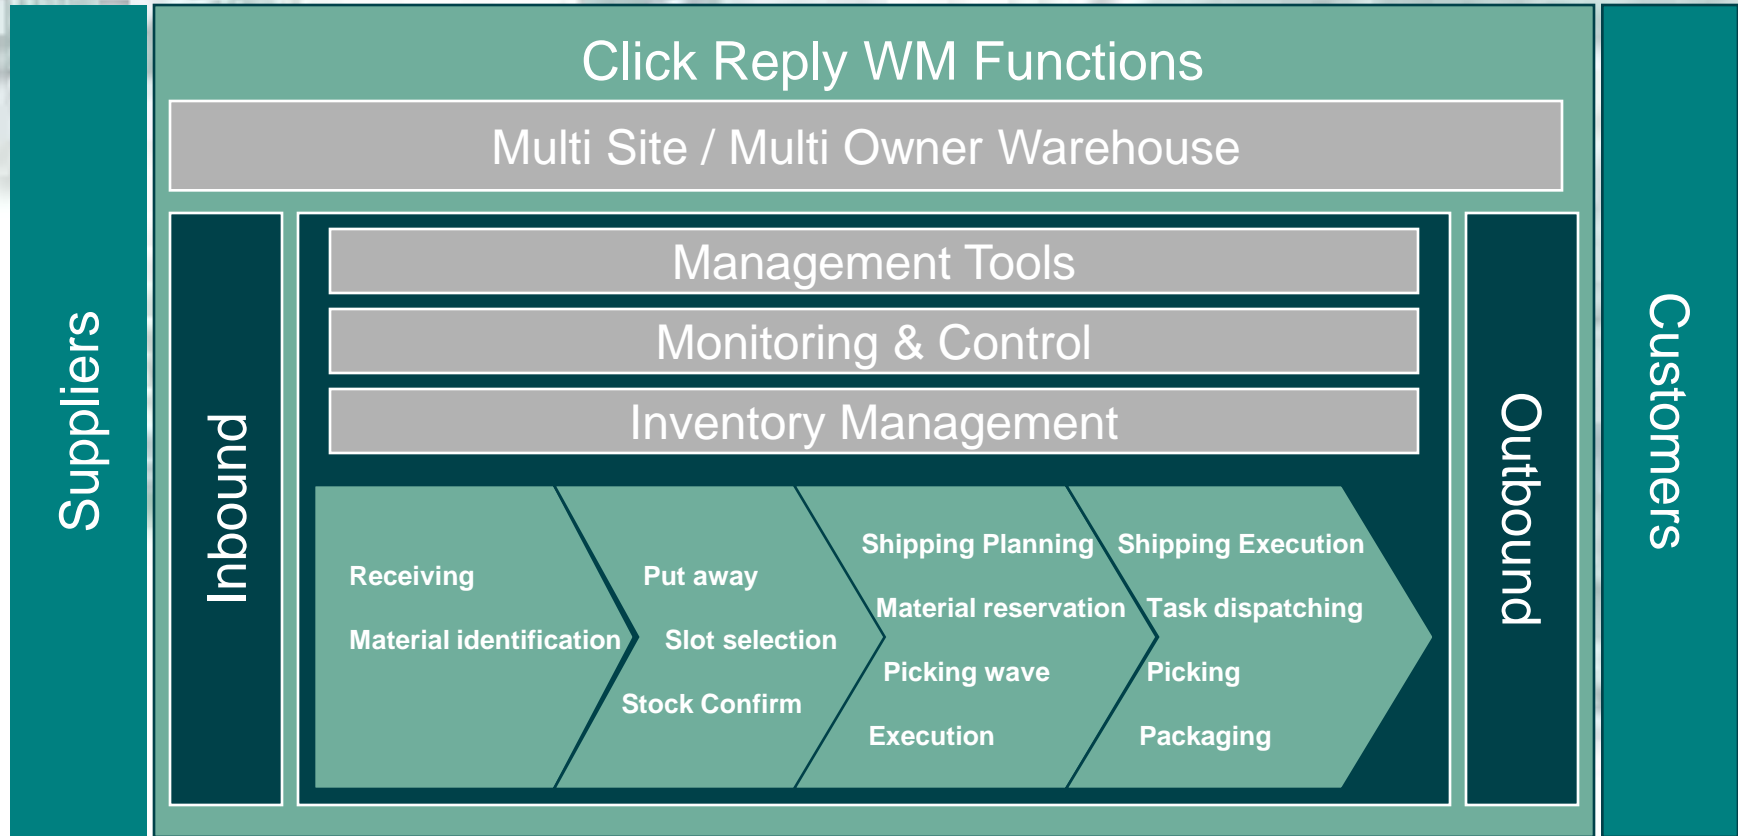 Click Reply WM Functions
Multi Site / Multi Owner Warehouse
Suppliers
Inbound
Management Tools
Monitoring & Control
Inventory Management
Receiving
Material identification
Put away
Slot selection
Stock Confirm
Shipping Planning
Material reservation
Picking wave
Execution
Shipping Execution
Task dispatching
Picking
Packaging
Outbound
Customers